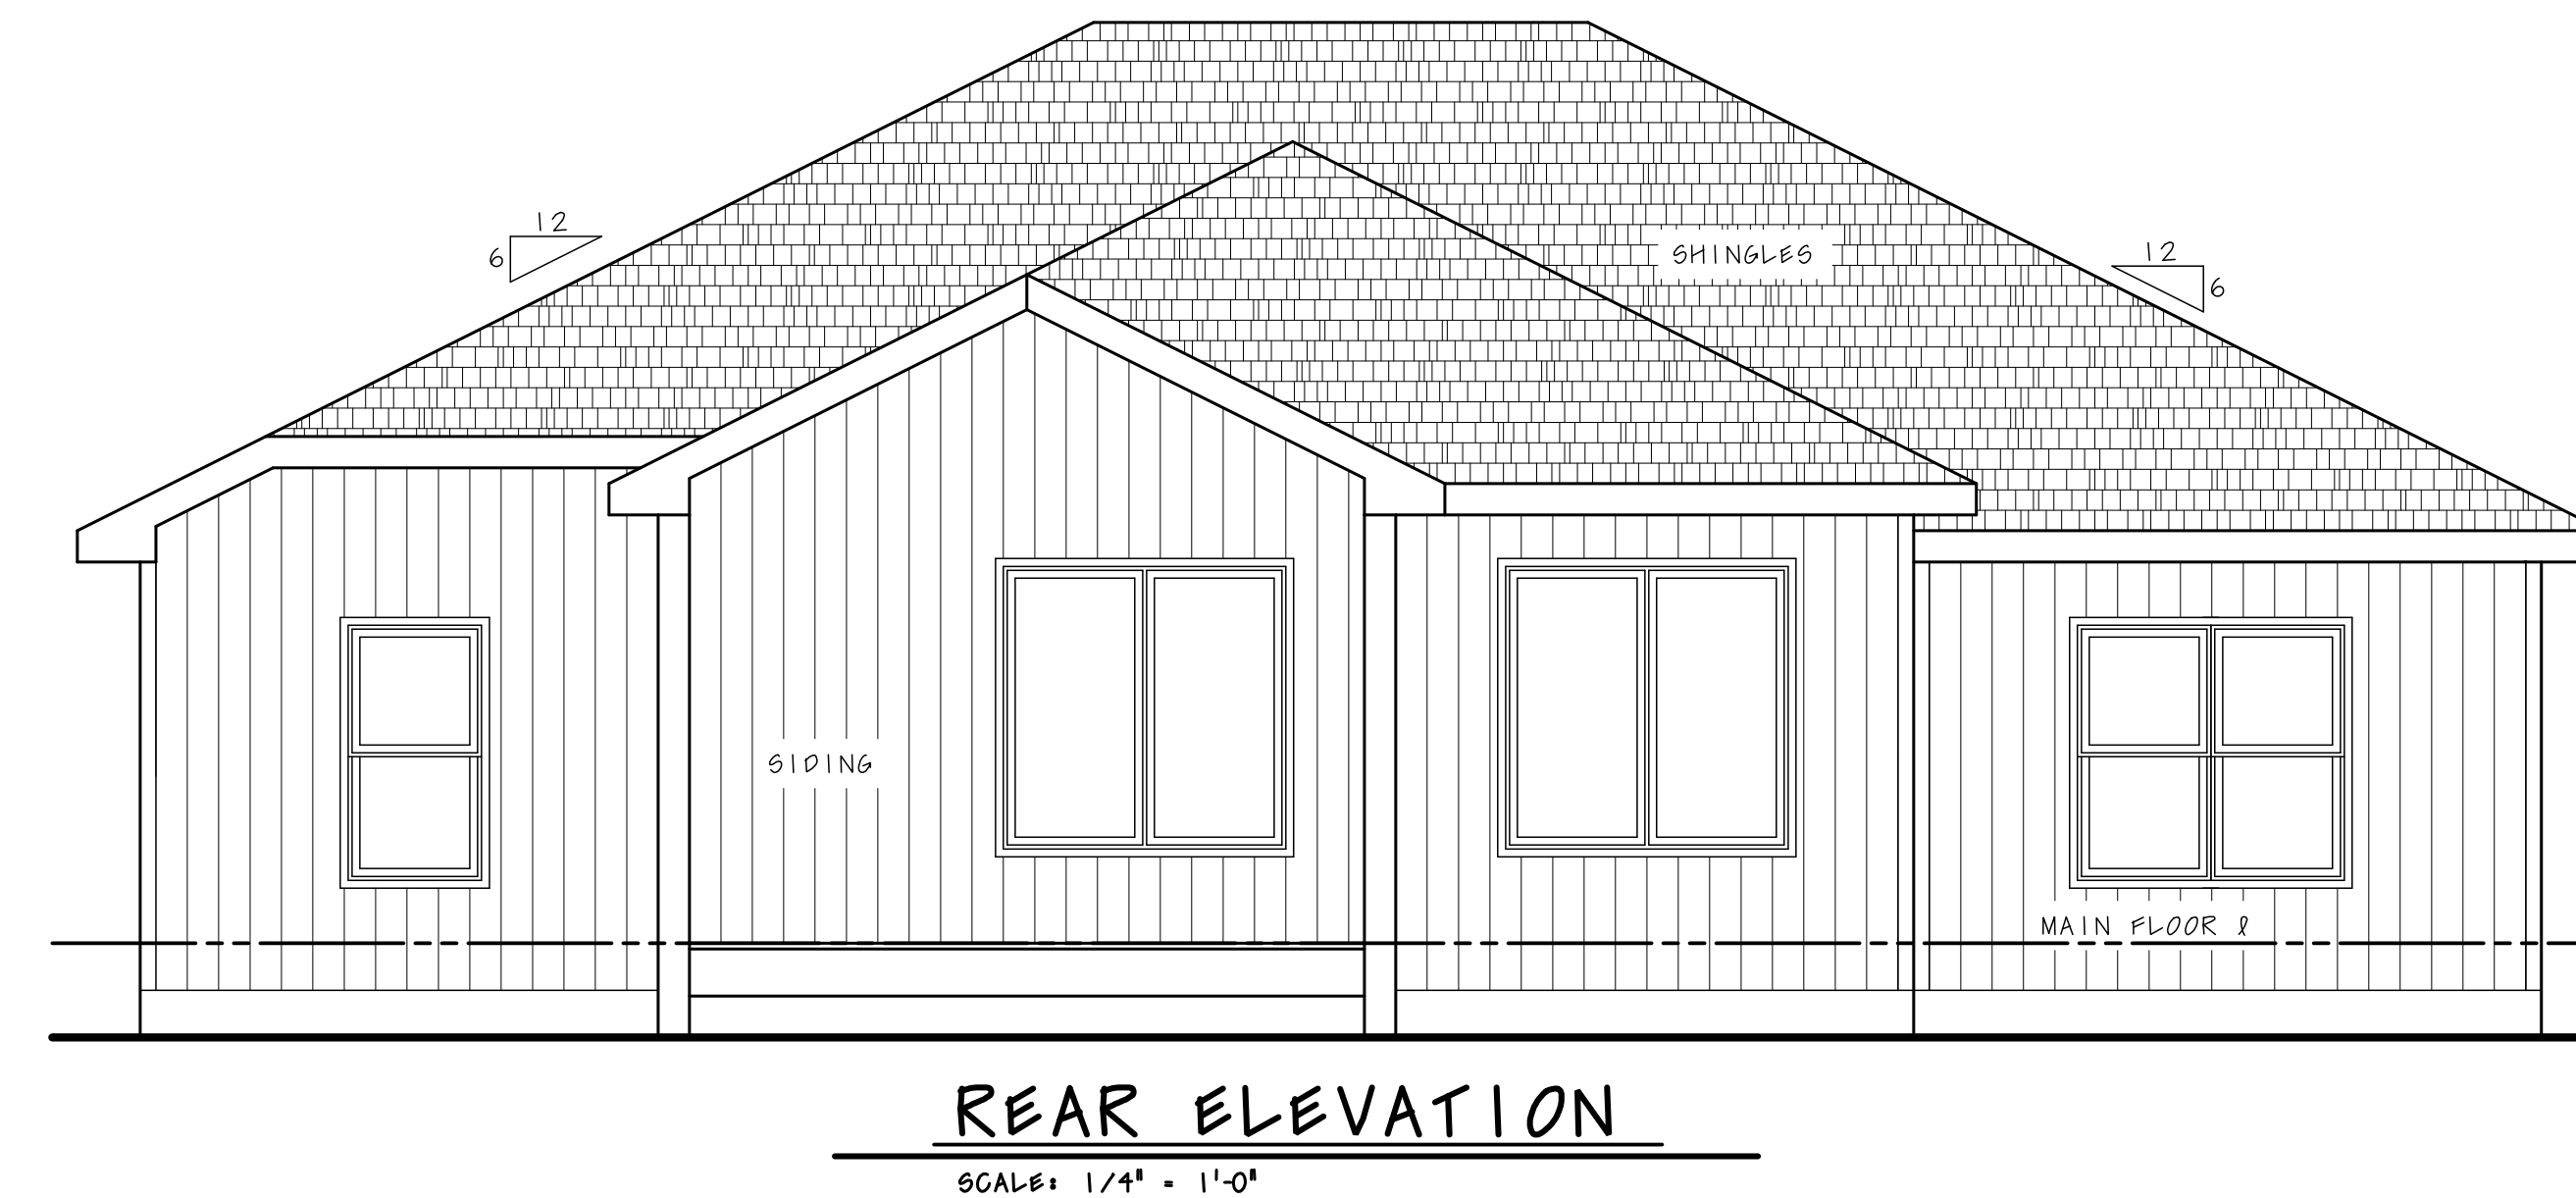 12
6
SHINGLES
12
6
SIDING
MAIN FLOOR
REAR ELEVATION
SCALE: 1/4" = 1'-0"